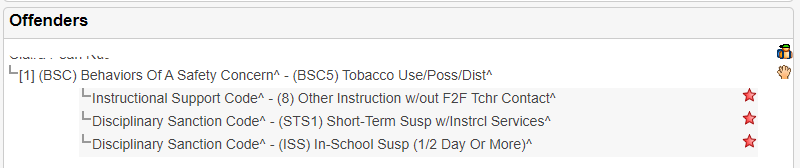 Offenders
[1] (BSC) Behaviors Of A Safety Concern^ - (BSC5) Tobacco Use/Poss/Dist^
Instructional Support Code^ - (8) Other Instruction w/out F2F Tchr Contact^
Disciplinary Sanction Code^ - (STS1) Short-Term Susp w/Instrcl Services^
Disciplinary Sanction Code^ - (ISS) In-School Susp (1/2 Day Or More)^